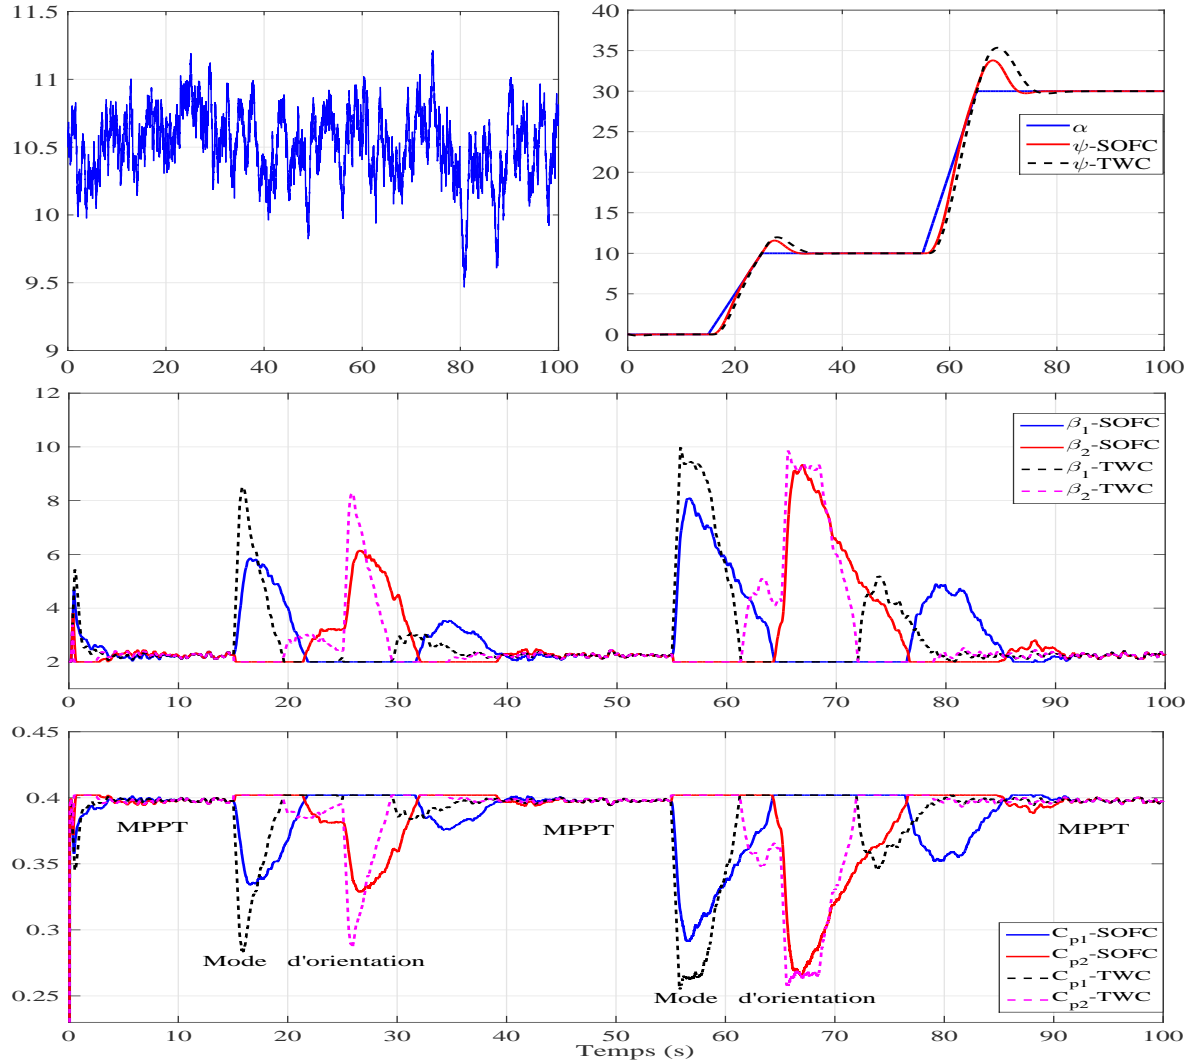 11.5
11
10.5
10
9.5
9
0 20 40 60 80 100
40
35
30
25
20
15
10
5
0
0 20 40 60 80 100
α
ψ-SOFC
ψ-TWC
12
10
8
6
4
2
0 10 20 30 40 50 60 70 80 90 100
β1-SOFC
β2-SOFC
β1-TWC
β2-TWC
0.45
0.4
0.35
0.3
0.25
MPPT MPPT MPPT
Mode d'orientation
Mode d'orientation
Cp1-SOFC
Cp2-SOFC
Cp1-TWC
Cp2-TWC
0 10 20 30 40 50 60 70 80 90 100
Temps (s)